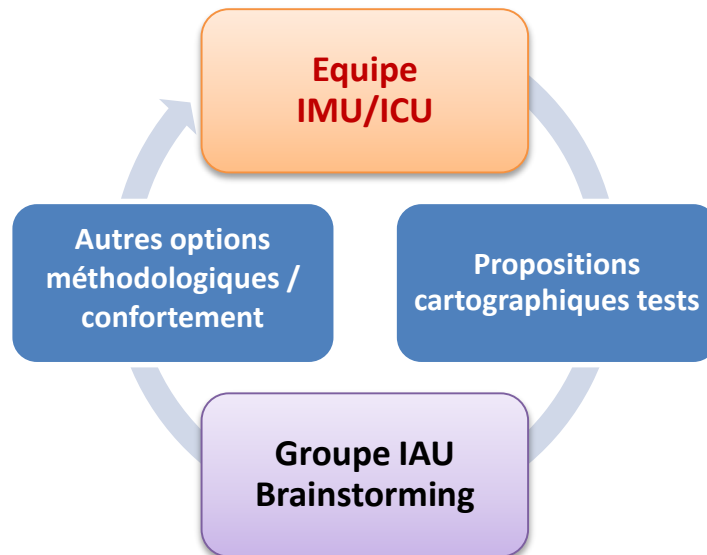 Equipe
IMU/ICU
Autres options
méthodologiques /
confortement
Propositions
cartographiques tests
Groupe IAU
Brainstorming